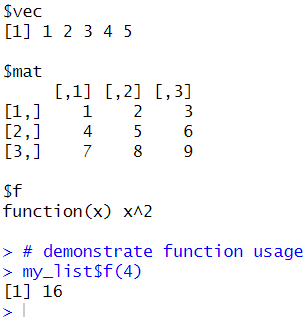 $vec
[1] 1 2 3 4 5
$mat
     [,1] [,2] [,3]
[1,]    1    2    3
[2,]    4    5    6
[3,]    7    8    9
$f
function(x) x^2
> # demonstrate function usage
> my_list$f(4)
[1] 16
>